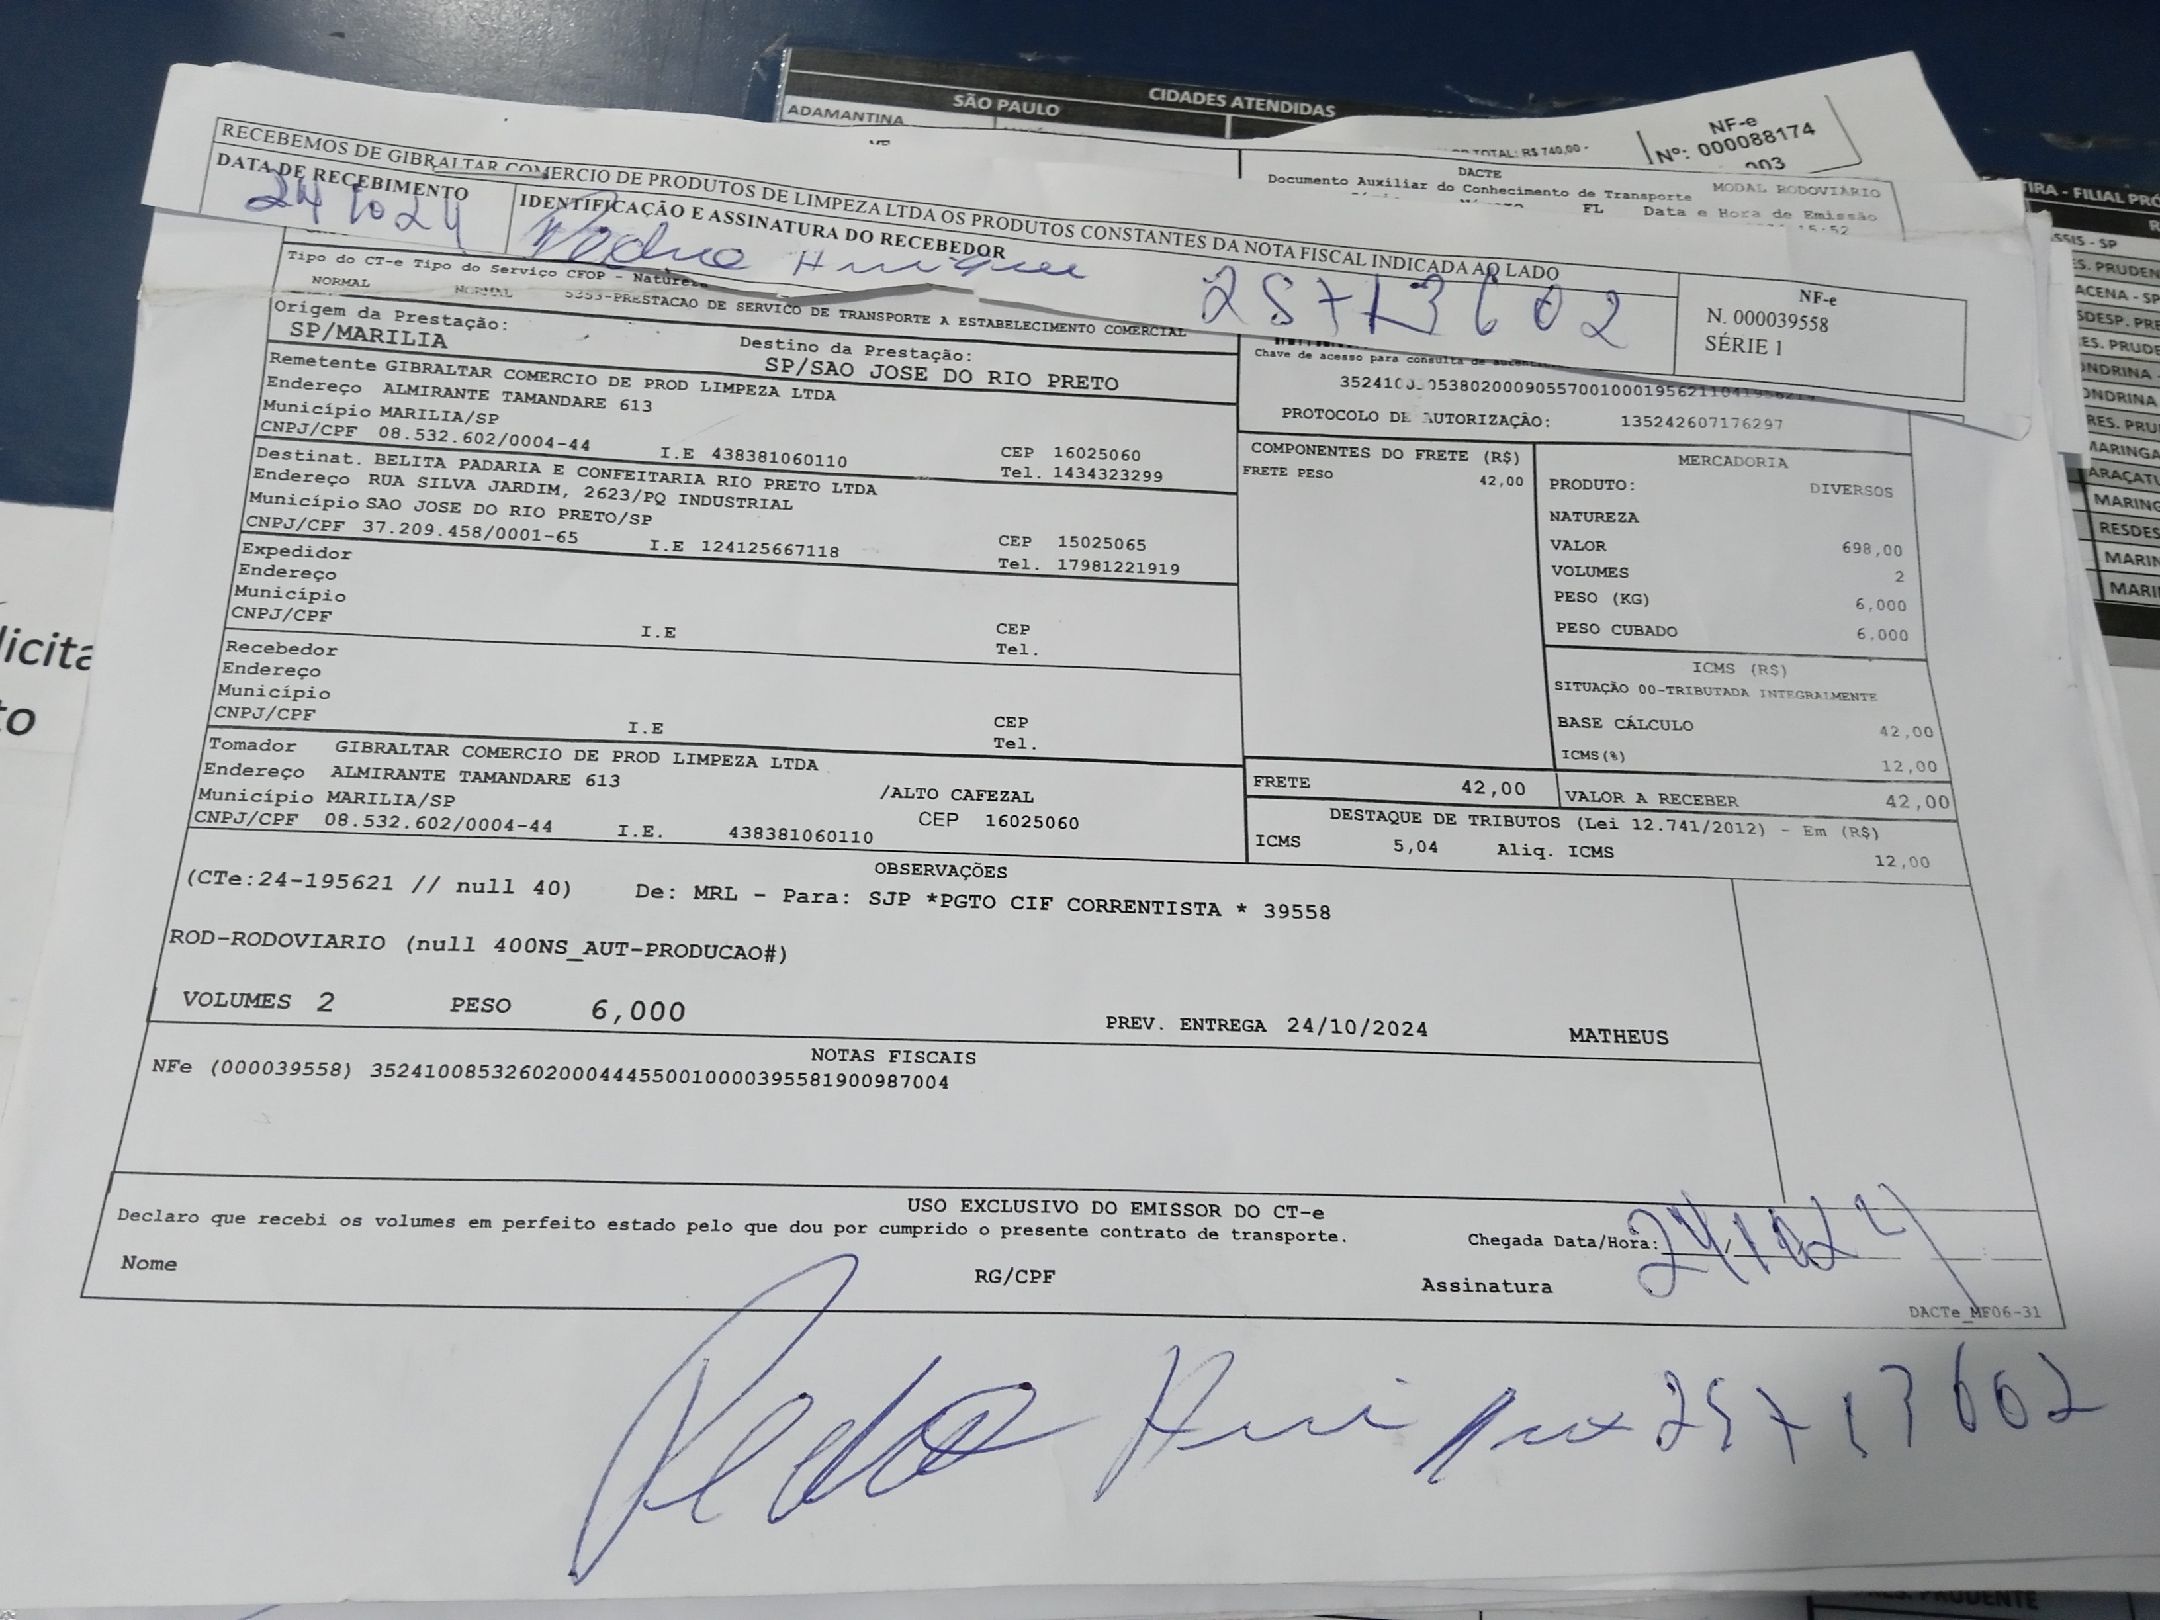 SÃO PAULO
CIDADES ATENDIDAS
ADAMANTINA
NF-e
Nº: 000088174
TOTAL: R$ 740,00
RECEBEMOS DE GIBRALTAR COMERCIO DE PRODUTOS DE LIMPEZA LTDA OS PRODUTOS CONSTANTES DA NOTA FISCAL INDICADA AO LADO
DATA DE RECEBIMENTO
IDENTIFICAÇÃO E ASSINATURA DO RECEBEDOR
NF-e
N. 000039558
SÉRIE 1
DACTE
Documento Auxiliar do Conhecimento de Transporte
MODAL RODOVIARIO
FL Data e Hora de Emissão
Tipo do CT-e Tipo do Serviço CFOP - Natureza
NORMAL NORMAL 5353-PRESTACAO DE SERVICO DE TRANSPORTE A ESTABELECIMENTO COMERCIAL
Origem da Prestação:
SP/MARILIA
Destino da Prestação:
SP/SAO JOSE DO RIO PRETO
Chave de acesso para consulta de
PROTOCOLO DE AUTORIZAÇÃO: 135242607176297
Remetente GIBRALTAR COMERCIO DE PROD LIMPEZA LTDA
Endereço ALMIRANTE TAMANDARE 613
Município MARILIA/SP CEP 16025060
CNPJ/CPF 08.532.602/0004-44 I.E 438381060110 Tel. 1434323299
Destinat. BELITA PADARIA E CONFEITARIA RIO PRETO LTDA
Endereço RUA SILVA JARDIM, 2623/PQ INDUSTRIAL
Município SAO JOSE DO RIO PRETO/SP CEP 15025065
CNPJ/CPF 37.209.458/0001-65 I.E 124125667118 Tel. 17981221919
Expedidor
Endereço
Município CEP
CNPJ/CPF I.E Tel.
Recebedor
Endereço
Município CEP
CNPJ/CPF I.E Tel.
Tomador GIBRALTAR COMERCIO DE PROD LIMPEZA LTDA
Endereço ALMIRANTE TAMANDARE 613 /ALTO CAFEZAL
Município MARILIA/SP CEP 16025060
CNPJ/CPF 08.532.602/0004-44 I.E. 438381060110
COMPONENTES DO FRETE (R$)
FRETE PESO 42,00
MERCADORIA
PRODUTO: DIVERSOS
NATUREZA
VALOR 698,00
VOLUMES 2
PESO (KG) 6,000
PESO CUBADO 6,000
ICMS (R$)
SITUAÇÃO 00-TRIBUTADA INTEGRALMENTE
BASE CÁLCULO 42,00
ICMS(%) 12,00
FRETE 42,00 VALOR A RECEBER 42,00
DESTAQUE DE TRIBUTOS (Lei 12.741/2012) - Em (R$)
ICMS 5,04 Aliq. ICMS 12,00
OBSERVAÇÕES
(CTe:24-195621 // null 40) De: MRL - Para: SJP *PGTO CIF CORRENTISTA * 39558
ROD-RODOVIARIO (null 400NS_AUT-PRODUCAO#)
VOLUMES 2 PESO 6,000 PREV. ENTREGA 24/10/2024 MATHEUS
NOTAS FISCAIS
NFe (000039558) 35241008532602000444550010000395581900987004
USO EXCLUSIVO DO EMISSOR DO CT-e
Declaro que recebi os volumes em perfeito estado pelo que dou por cumprido o presente contrato de transporte.
Chegada Data/Hora:
Nome RG/CPF Assinatura
DACTe_MF06-31